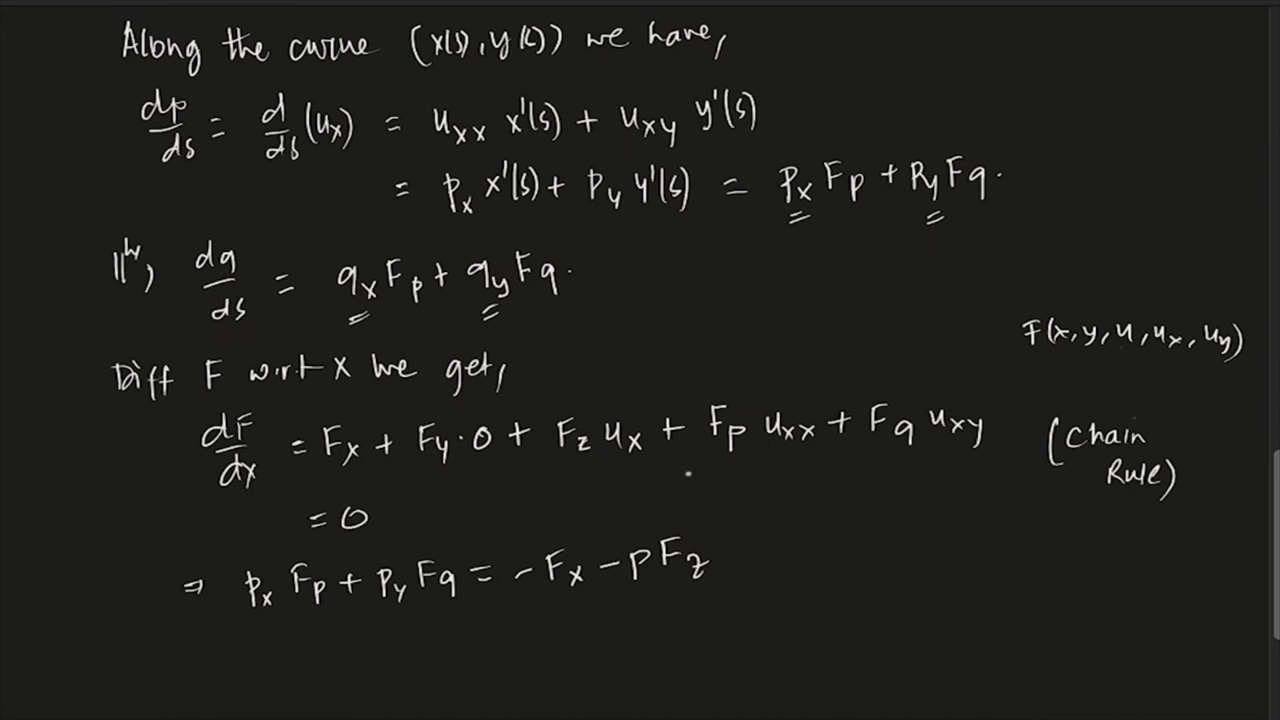 Along the curve (x(s), y(s)) we have,
dp/ds = d/ds (u_x) = u_xx x'(s) + u_xy y'(s)
= p_x x'(s) + p_y y'(s) = p_x F_p + p_y F_q.
|||ly, dq/ds = q_x F_p + q_y F_q.
F(x, y, u, u_x, u_y)
Diff F w.r.t x we get,
dF/dx = F_x + F_y · 0 + F_z u_x + F_p u_xx + F_q u_xy
(Chain
Rule)
= 0
⇒ p_x F_p + p_y F_q = - F_x - p F_z